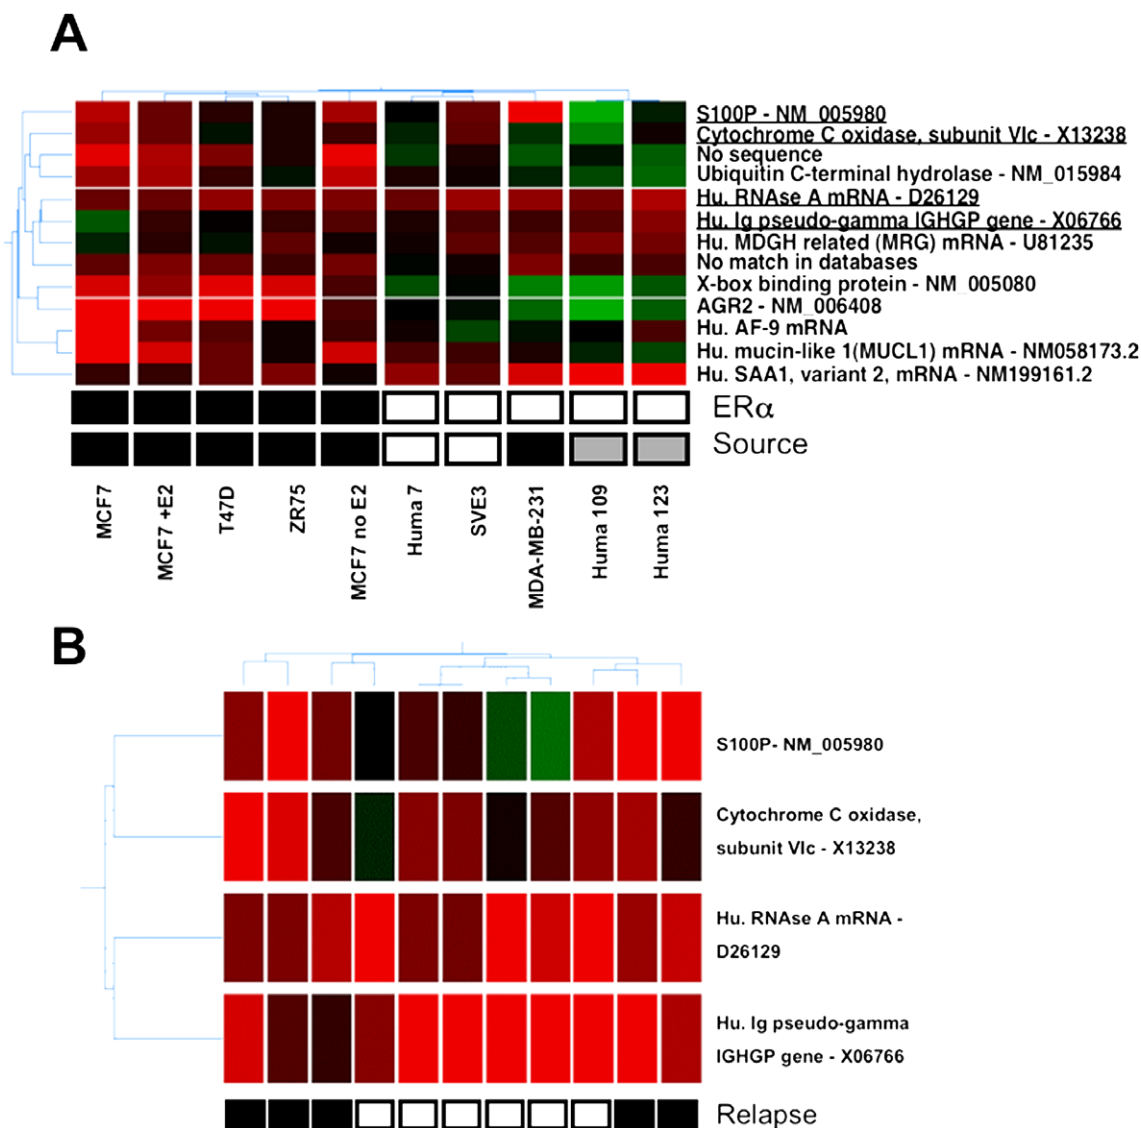 A
S100P - NM_005980
Cytochrome C oxidase, subunit VIc - X13238
No sequence
Ubiquitin C-terminal hydrolase - NM_015984
Hu. RNAse A mRNA - D26129
Hu. Ig pseudo-gamma IGHGP gene - X06766
Hu. MDGH related (MRG) mRNA - U81235
No match in databases
X-box binding protein - NM_005080
AGR2 - NM_006408
Hu. AF-9 mRNA
Hu. mucin-like 1(MUCL1) mRNA - NM058173.2
Hu. SAA1, variant 2, mRNA - NM199161.2
ERα
Source
MCF7
MCF7 +E2
T47D
ZR75
MCF7 no E2
Huma 7
SVE3
MDA-MB-231
Huma 109
Huma 123
B
S100P- NM_005980
Cytochrome C oxidase,
subunit VIc - X13238
Hu. RNAse A mRNA -
D26129
Hu. Ig pseudo-gamma
IGHGP gene - X06766
Relapse